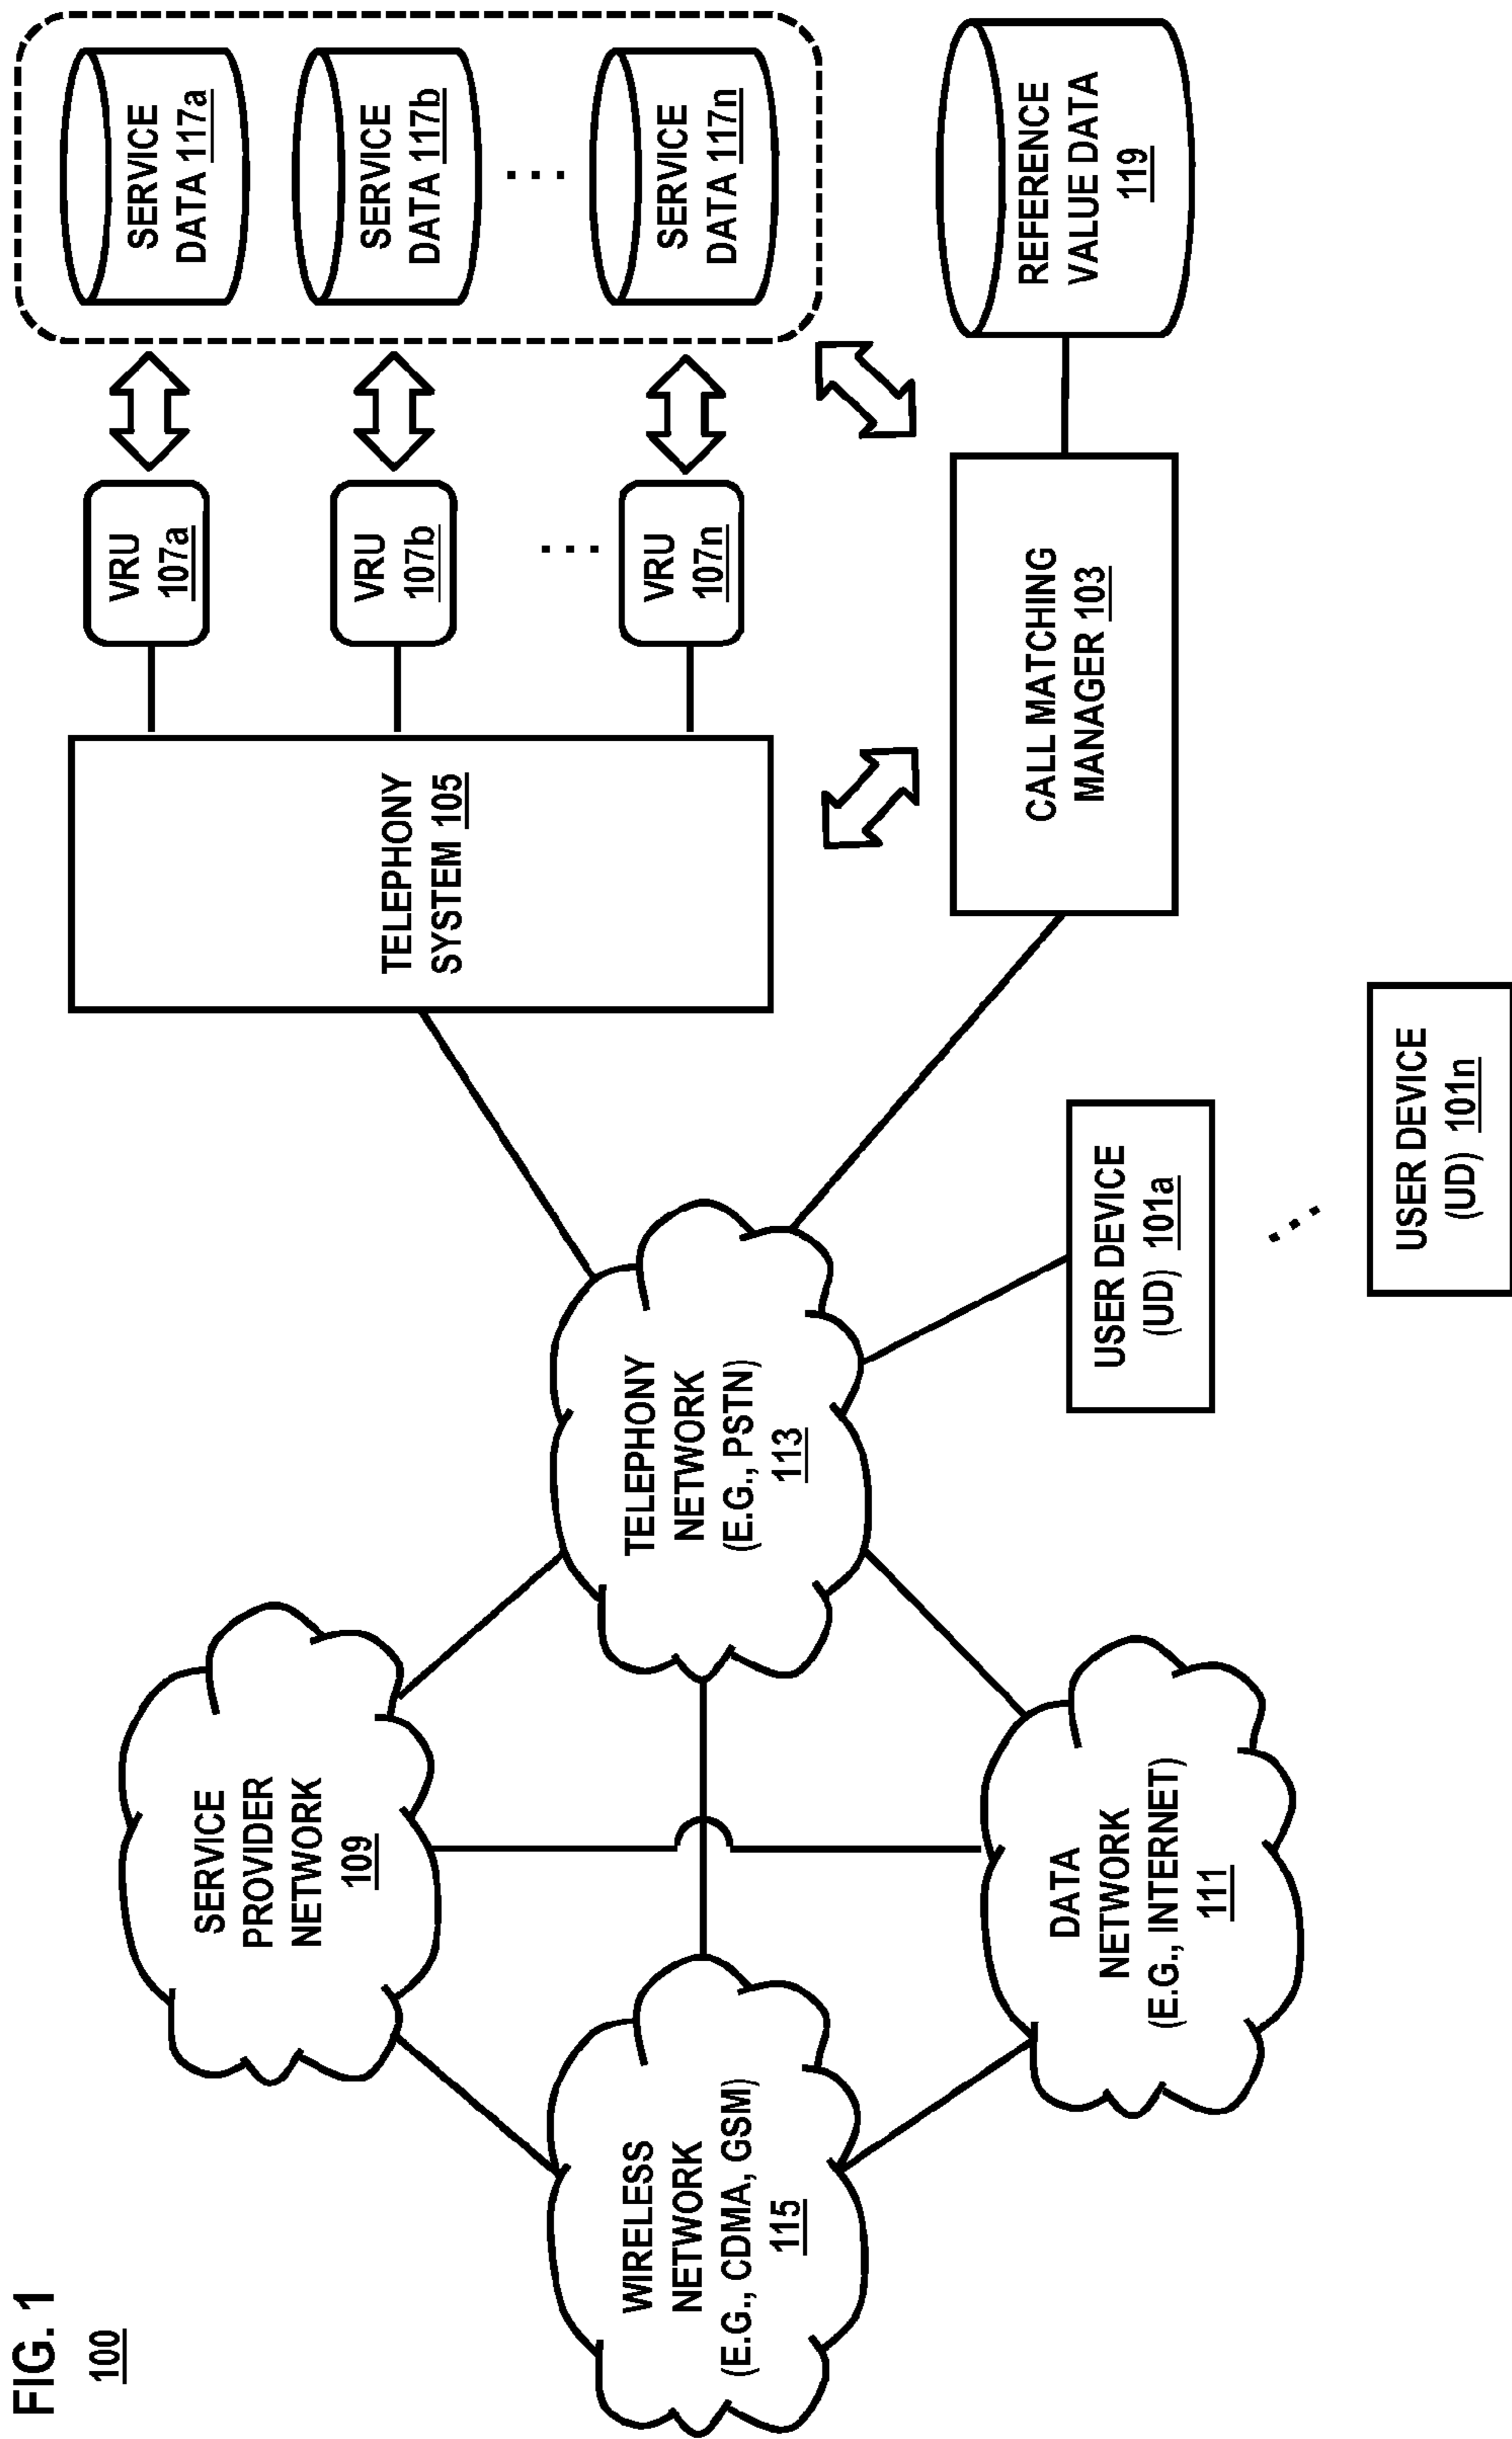 FIG. 1
100
SERVICE
PROVIDER
NETWORK
109
WIRELESS
NETWORK
(E.G., CDMA, GSM)
115
TELEPHONY
NETWORK
(E.G., PSTN)
113
DATA
NETWORK
(E.G., INTERNET)
111
TELEPHONY
SYSTEM 105
VRU
107a
VRU
107b
...
VRU
107n
SERVICE
DATA 117a
SERVICE
DATA 117b
...
SERVICE
DATA 117n
CALL MATCHING
MANAGER 103
REFERENCE
VALUE DATA
119
USER DEVICE
(UD) 101a
...
USER DEVICE
(UD) 101n